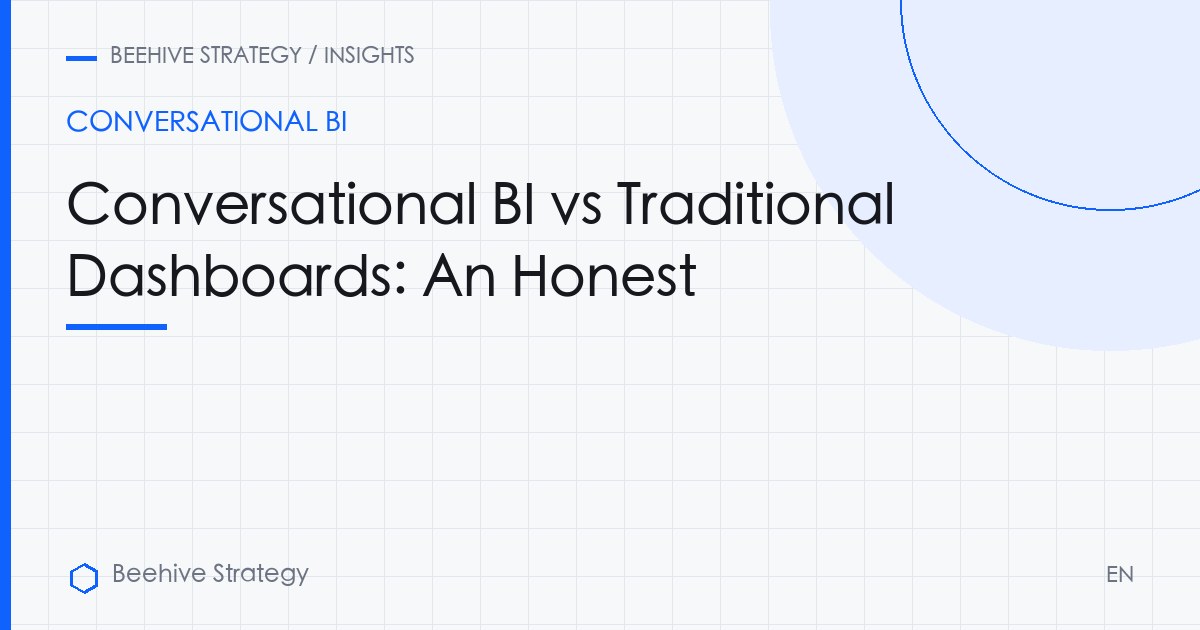 BEEHIVE STRATEGY / INSIGHTS
CONVERSATIONAL BI
Conversational BI vs Traditional
Dashboards: An Honest
Beehive Strategy
EN